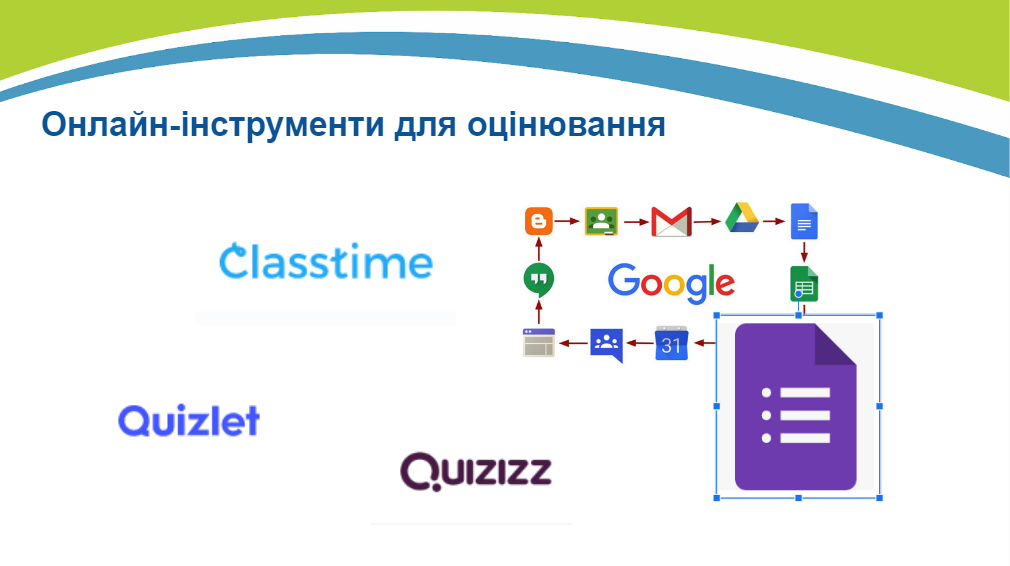 Онлайн-інструменти для оцінювання
Classtime
Google
31
Quizlet
Quizizz